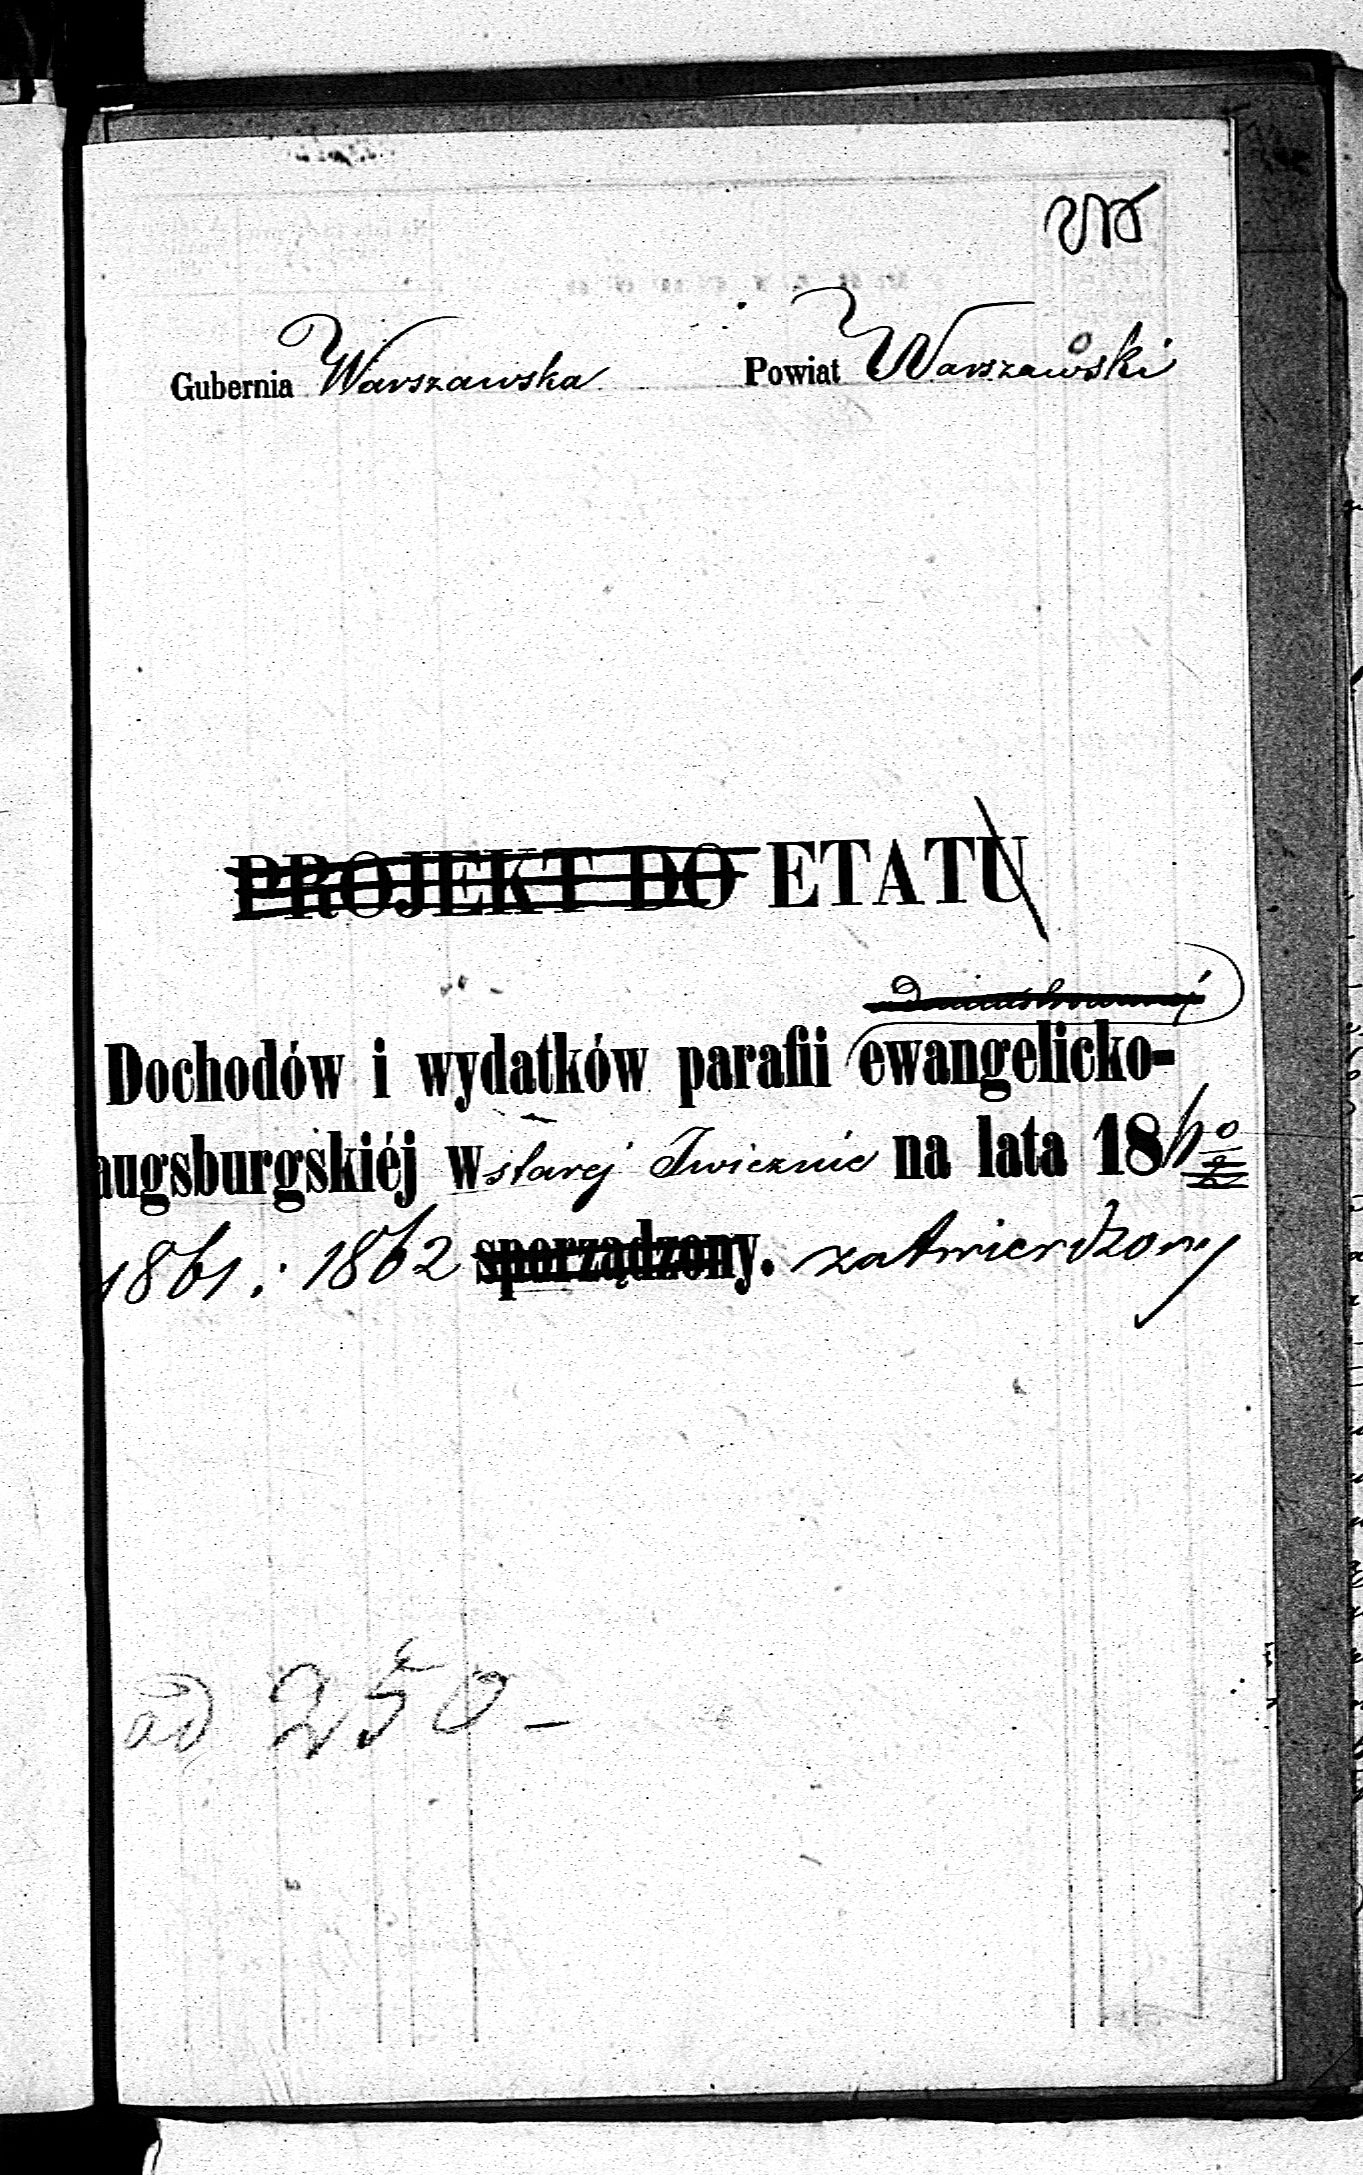 Gubernia Warszawska Powiat Warszawski
PROJEKT DO ETATU
Dochodów i wydatków parafii ewangelicko-
augsburgskiéj w starej Iwicznie na lata 1860
1861 i 1862 sporządzony. zatwierdzony
ad 250 -